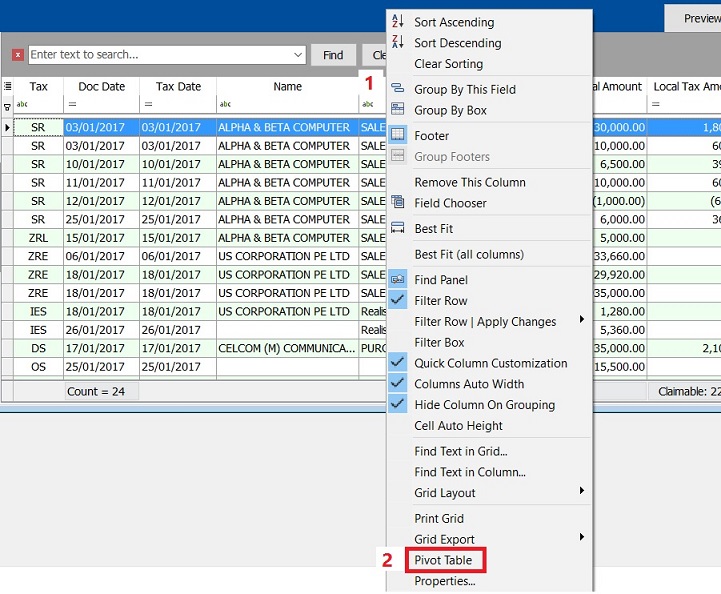 Preview
x Enter text to search... Find Cle
1
Tax Doc Date Tax Date Name al Amount Local Tax Am
abc = = abc abc =
SR 03/01/2017 03/01/2017 ALPHA & BETA COMPUTER SALE 30,000.00 1,80
SR 03/01/2017 03/01/2017 ALPHA & BETA COMPUTER SALE 10,000.00 60
SR 10/01/2017 10/01/2017 ALPHA & BETA COMPUTER SALE 6,500.00 39
SR 11/01/2017 11/01/2017 ALPHA & BETA COMPUTER SALE 10,000.00 60
SR 12/01/2017 12/01/2017 ALPHA & BETA COMPUTER SALE (1,000.00) (6
SR 25/01/2017 25/01/2017 ALPHA & BETA COMPUTER SALE 6,000.00 36
ZRL 15/01/2017 15/01/2017 ALPHA & BETA COMPUTER SALE 5,000.00
ZRE 06/01/2017 06/01/2017 US CORPORATION PE LTD SALE 33,660.00
ZRE 18/01/2017 18/01/2017 US CORPORATION PE LTD SALE 29,920.00
ZRE 18/01/2017 18/01/2017 US CORPORATION PE LTD SALE 35,000.00
IES 18/01/2017 18/01/2017 US CORPORATION PE LTD Realis 1,280.00
IES 26/01/2017 26/01/2017 Realis 5,360.00
DS 17/01/2017 17/01/2017 CELCOM (M) COMMUNICA... PURC 35,000.00 2,10
OS 25/01/2017 25/01/2017 15,500.00
Count = 24 Claimable: 22
Sort Ascending
Sort Descending
Clear Sorting
Group By This Field
Group By Box
Footer
Group Footers
Remove This Column
Field Chooser
Best Fit
Best Fit (all columns)
Find Panel
Filter Row
Filter Row | Apply Changes
Filter Box
Quick Column Customization
Columns Auto Width
Hide Column On Grouping
Cell Auto Height
Find Text in Grid...
Find Text in Column...
Grid Layout
Print Grid
Grid Export
2 Pivot Table
Properties...